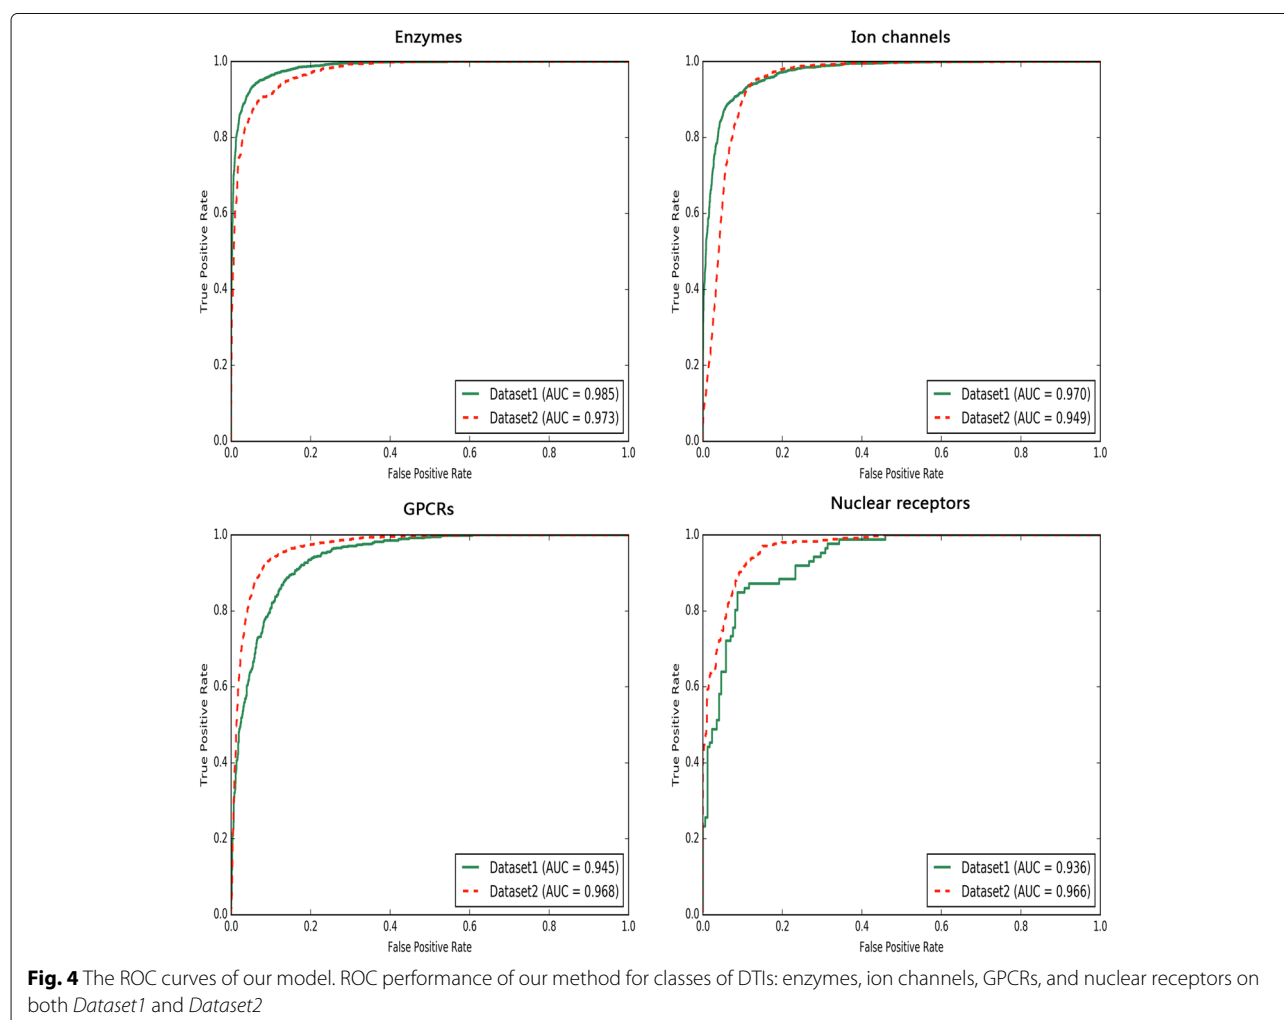 Enzymes
1.0
0.8
0.6
0.4
0.2
0.0
True Positive Rate
Dataset1 (AUC = 0.985)
Dataset2 (AUC = 0.973)
0.0 0.2 0.4 0.6 0.8 1.0
False Positive Rate
Ion channels
1.0
0.8
0.6
0.4
0.2
0.0
True Positive Rate
Dataset1 (AUC = 0.970)
Dataset2 (AUC = 0.949)
0.0 0.2 0.4 0.6 0.8 1.0
False Positive Rate
GPCRs
1.0
0.8
0.6
0.4
0.2
0.0
True Positive Rate
Dataset1 (AUC = 0.945)
Dataset2 (AUC = 0.968)
0.0 0.2 0.4 0.6 0.8 1.0
False Positive Rate
Nuclear receptors
1.0
0.8
0.6
0.4
0.2
0.0
True Positive Rate
Dataset1 (AUC = 0.936)
Dataset2 (AUC = 0.966)
0.0 0.2 0.4 0.6 0.8 1.0
False Positive Rate
Fig. 4 The ROC curves of our model. ROC performance of our method for classes of DTIs: enzymes, ion channels, GPCRs, and nuclear receptors on
both Dataset1 and Dataset2